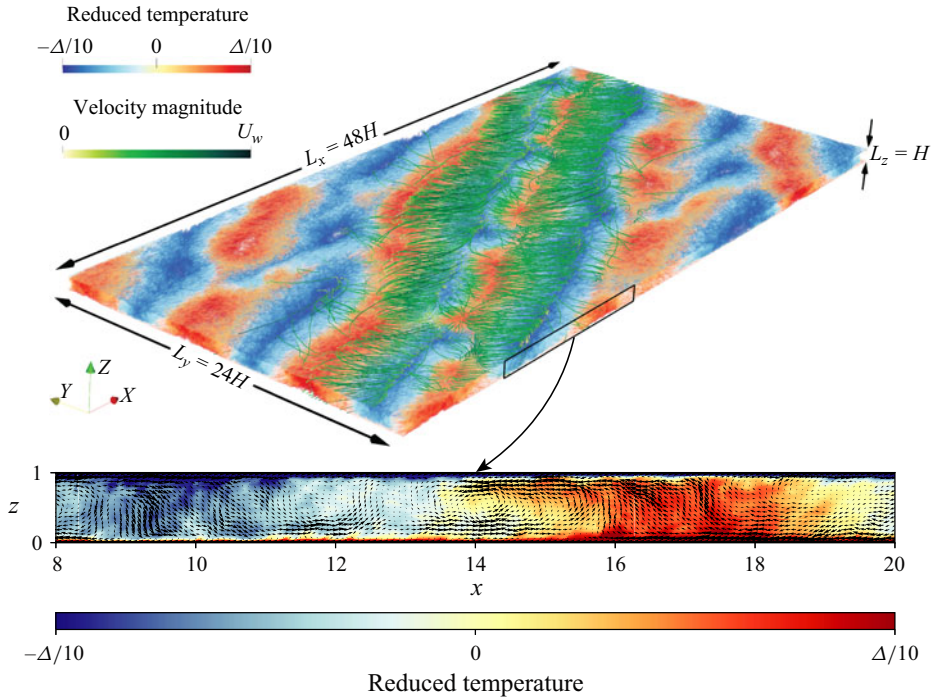 Reduced temperature
−Δ/10 0 Δ/10
Velocity magnitude
0 U_w
L_x = 48H
L_z = H
L_y = 24H
Z
Y X
1
z
0
8 10 12 14 16 18 20
x
−Δ/10 0 Δ/10
Reduced temperature